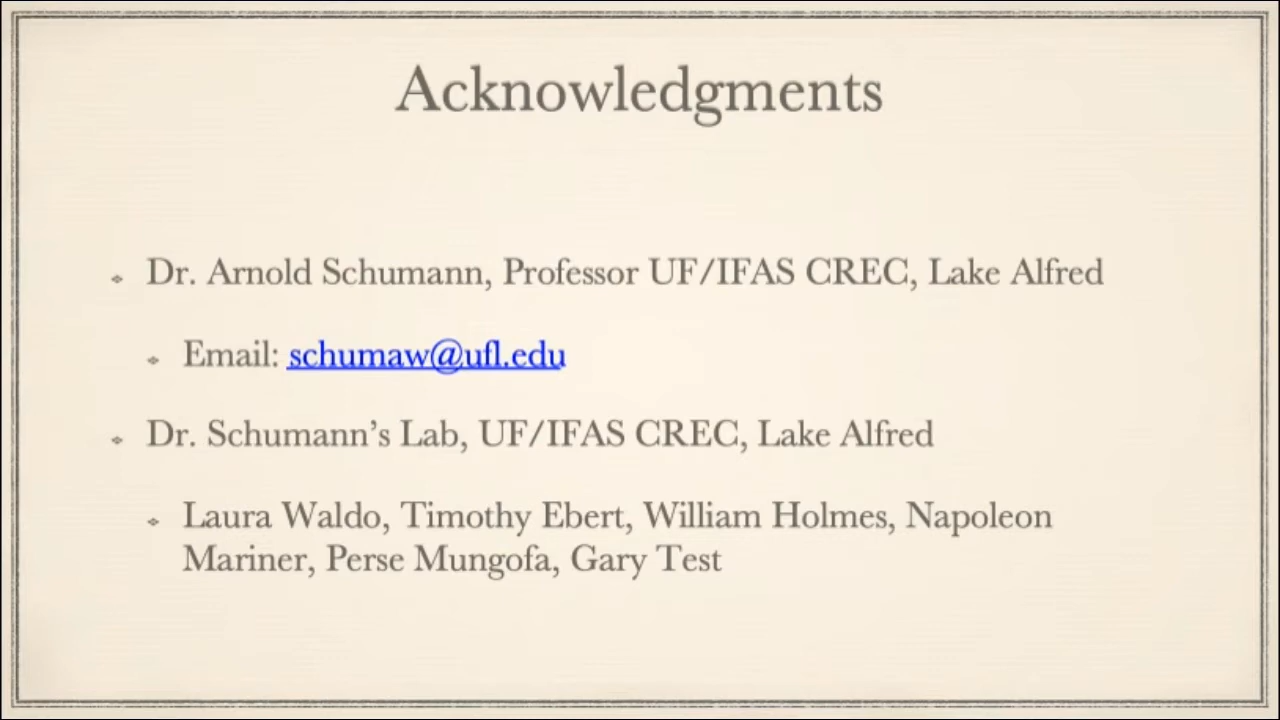 Acknowledgments
Dr. Arnold Schumann, Professor UF/IFAS CREC, Lake Alfred
Email: schumaw@ufl.edu
Dr. Schumann’s Lab, UF/IFAS CREC, Lake Alfred
Laura Waldo, Timothy Ebert, William Holmes, Napoleon
Mariner, Perse Mungofa, Gary Test